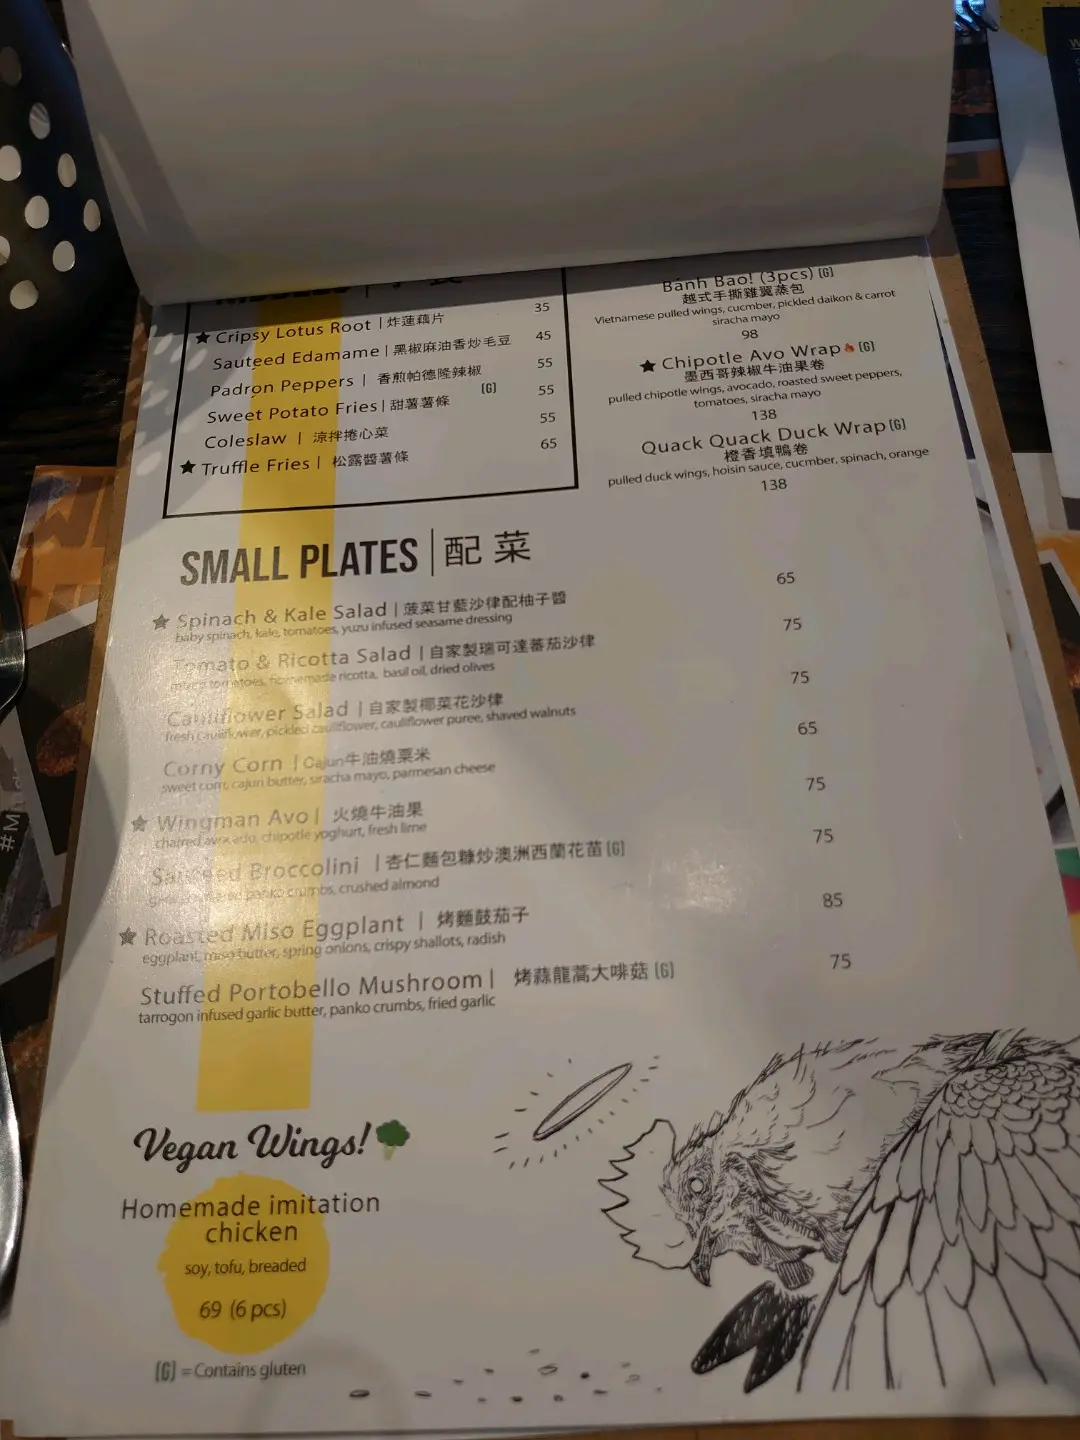 ★ Cripsy Lotus Root | 炸蓮藕片 35
Sauteed Edamame | 黑椒麻油香炒毛豆 45
Padron Peppers | 香煎帕德隆辣椒 55
Sweet Potato Fries | 甜薯薯條 (G) 55
Coleslaw | 涼拌捲心菜 55
★ Truffle Fries | 松露醬薯條 65
Bánh Bao! (3pcs) (G)
越式手撕雞翼蒸包
Vietnamese pulled wings, cucmber, pickled daikon & carrot
siracha mayo
98
★ Chipotle Avo Wrap (G)
墨西哥辣椒牛油果卷
pulled chipotle wings, avocado, roasted sweet peppers,
tomatoes, siracha mayo
138
Quack Quack Duck Wrap (G)
橙香填鴨卷
pulled duck wings, hoisin sauce, cucmber, spinach, orange
138
SMALL PLATES | 配菜
★ Spinach & Kale Salad | 菠菜甘藍沙律配柚子醬 65
baby spinach, kale, tomatoes, yuzu infused seasame dressing
Tomato & Ricotta Salad | 自家製瑞可達蕃茄沙律 75
tomatoes, homemade ricotta, basil oil, dried olives
Cauliflower Salad | 自家製椰菜花沙律 75
fresh cauliflower, pickled cauliflower, cauliflower puree, shaved walnuts
Corny Corn | Cajun牛油燒粟米 65
sweet corn, cajun butter, siracha mayo, parmesan cheese
★ Wingman Avo | 火燒牛油果 75
charred avocado, chipotle yoghurt, fresh lime
Sauteed Broccolini | 杏仁麵包糠炒澳洲西蘭花苗 (G) 75
panko crumbs, crushed almond
★ Roasted Miso Eggplant | 烤麵鼓茄子 85
eggplant, miso butter, spring onions, crispy shallots, radish
Stuffed Portobello Mushroom | 烤蒜龍蒿大啡菇 (G) 75
tarrogon infused garlic butter, panko crumbs, fried garlic
Vegan Wings!
Homemade imitation
chicken
soy, tofu, breaded
69 (6 pcs)
(G) = Contains gluten